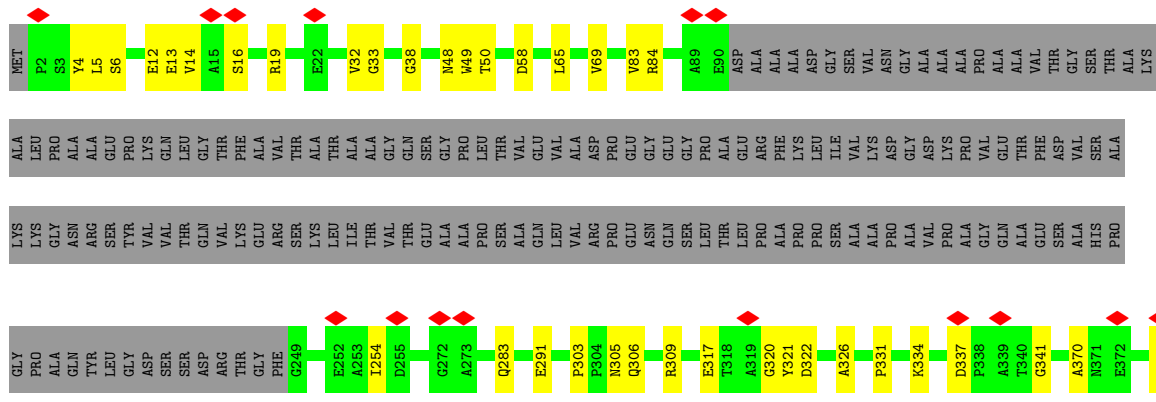 MET P2 S3 Y4 L5 S6 E12 E13 V14 A15 S16 R19 E22 V32 G33 G38 N48 W49 T50 D58 L65 V69 V83 R84 A89 E90 ASP ALA ALA ALA ALA ASP GLY SER VAL ASN GLY ALA ALA ALA PRO ALA ALA VAL THR GLY SER THR ALA LYS
ALA LEU PRO ALA ALA GLU PRO LYS GLN LEU GLY THR PHE ALA VAL THR ALA THR ALA ALA GLY GLN SER GLY PRO LEU THR VAL GLU VAL ALA ASP PRO GLU GLY GLU GLY PRO ALA GLU ARG PHE LYS LEU ILE VAL LYS ASP GLY ASP LYS PRO VAL GLU THR PHE ASP VAL SER ALA
LYS LYS GLY ASN ARG SER TYR VAL VAL THR GLN VAL LYS GLU ARG SER LYS LEU ILE THR VAL THR GLU ALA ALA PRO SER ALA GLN LEU VAL ARG PRO GLU ASN GLN SER LEU THR LEU PRO ALA PRO PRO SER ALA ALA PRO ALA VAL PRO ALA GLY GLN ALA GLU SER ALA HIS PRO
GLY PRO ALA GLN TYR LEU GLY ASP SER SER ASP ARG THR GLY PHE G249 E252 A253 I254 D255 G272 A273 Q283 E291 P303 P304 N305 Q306 R309 E317 T318 A319 G320 Y321 D322 A326 P331 K334 D337 P338 A339 T340 G341 A370 N371 E372